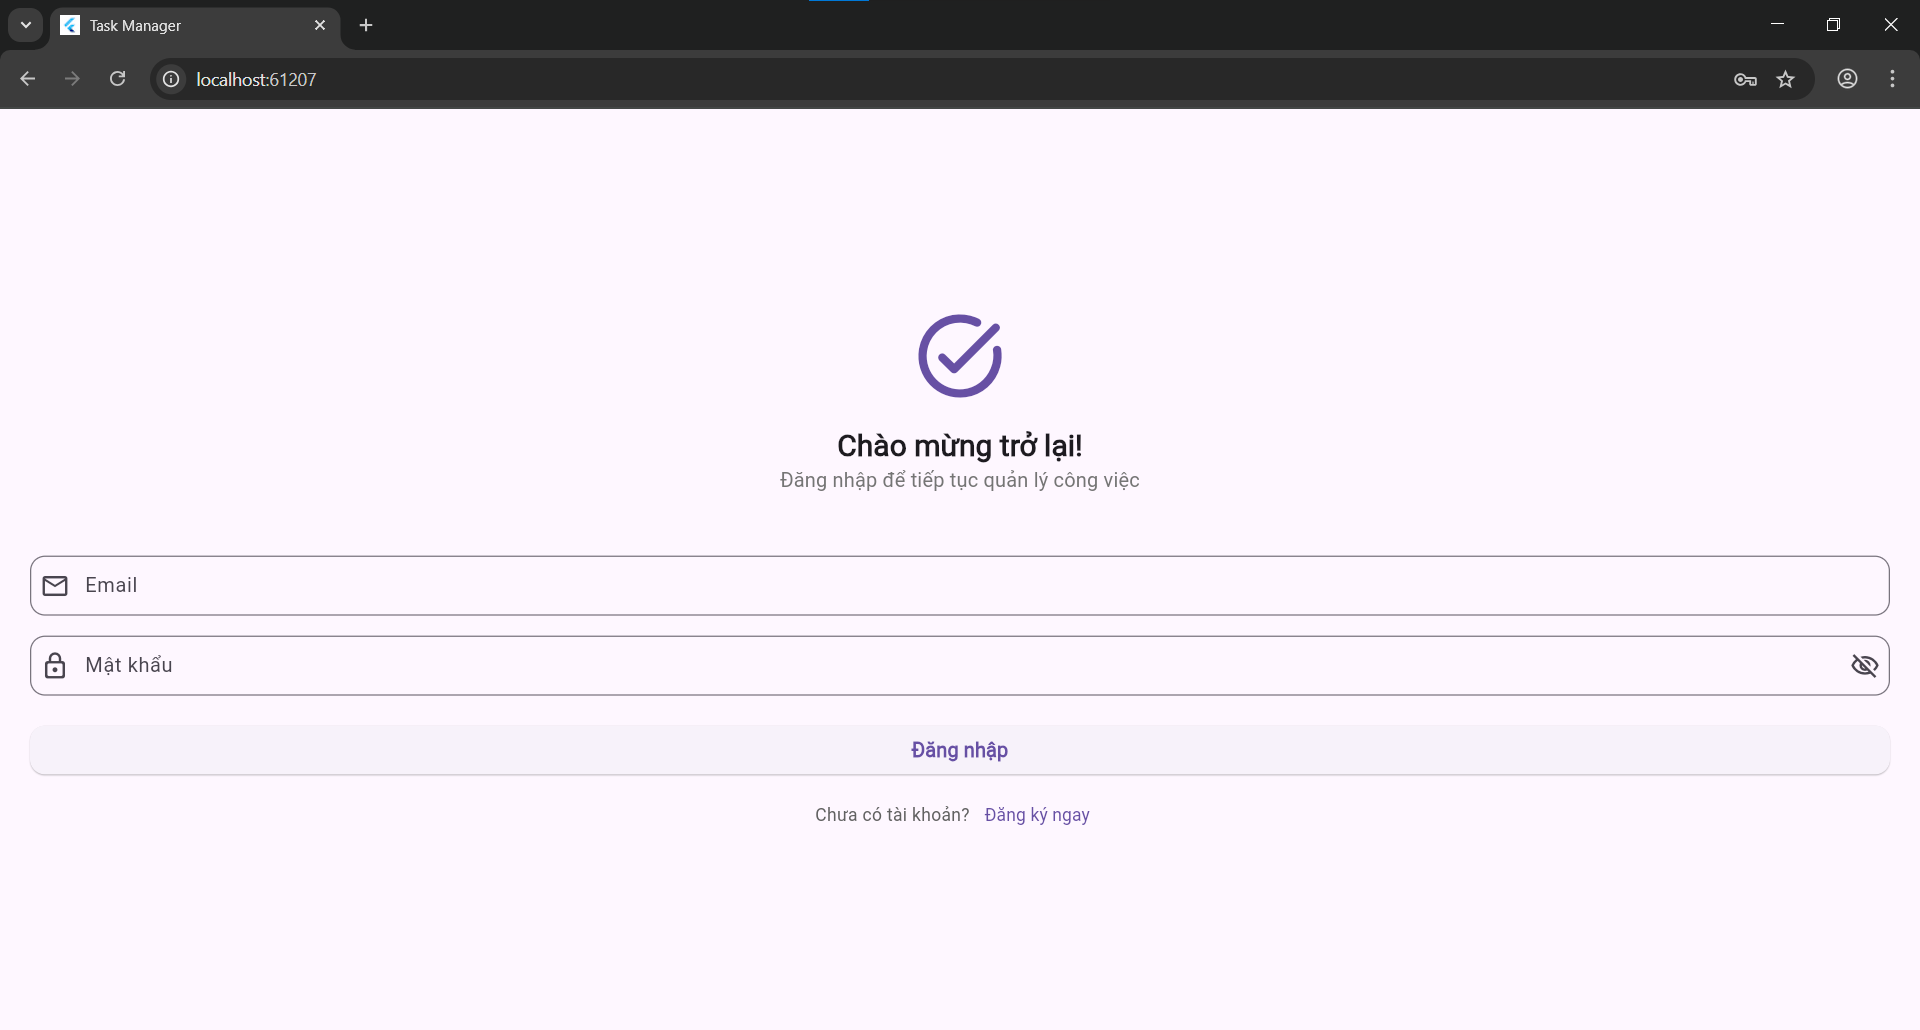 Task Manager
localhost:61207
Chào mừng trở lại!
Đăng nhập để tiếp tục quản lý công việc
Email
Mật khẩu
Đăng nhập
Chưa có tài khoản? Đăng ký ngay